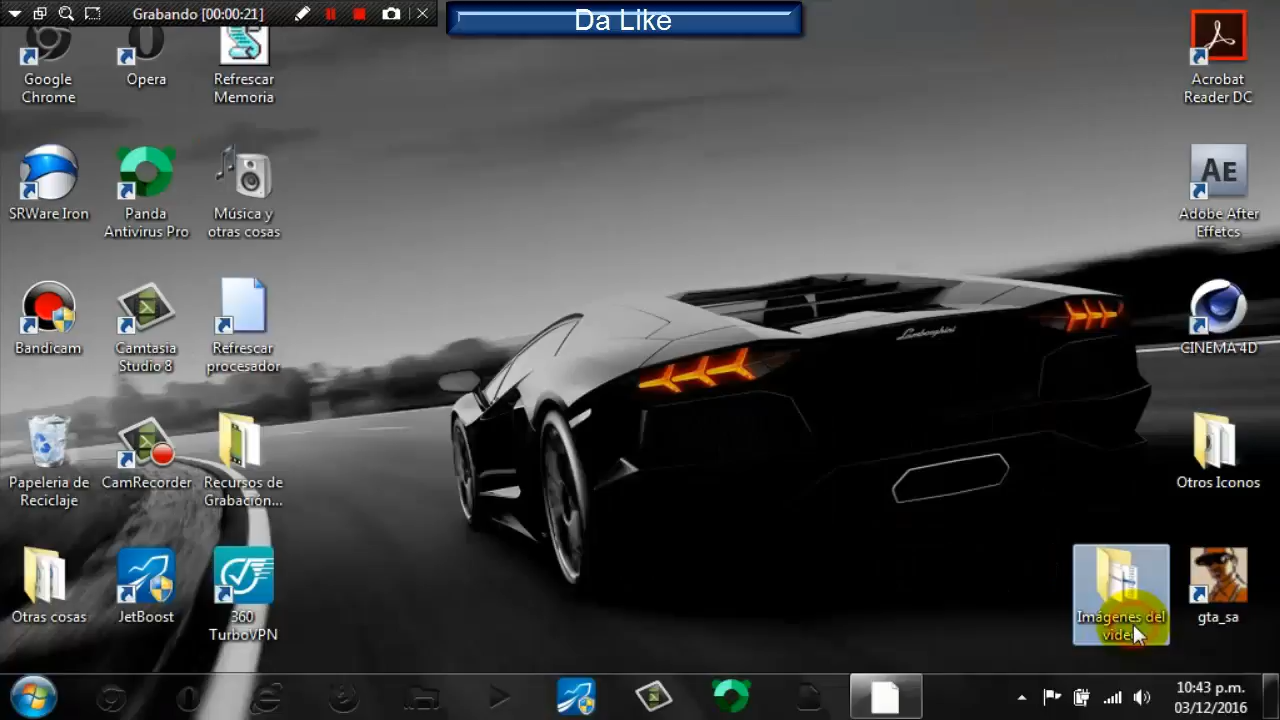 Grabando [00:00:21]
Da Like
Google
Chrome
Opera
Refrescar
Memoria
Acrobat
Reader DC
SRWare Iron
Panda
Antivirus Pro
Música y
otras cosas
AE
Adobe After
Effetcs
Bandicam
Camtasia
Studio 8
Refrescar
procesador
Lamborghini
CINEMA 4D
Papeleria de
Reciclaje
CamRecorder
Recursos de
Grabación...
Otros Iconos
Otras cosas
JetBoost
360
TurboVPN
Imágenes del
video
gta_sa
10:43 p.m.
03/12/2016